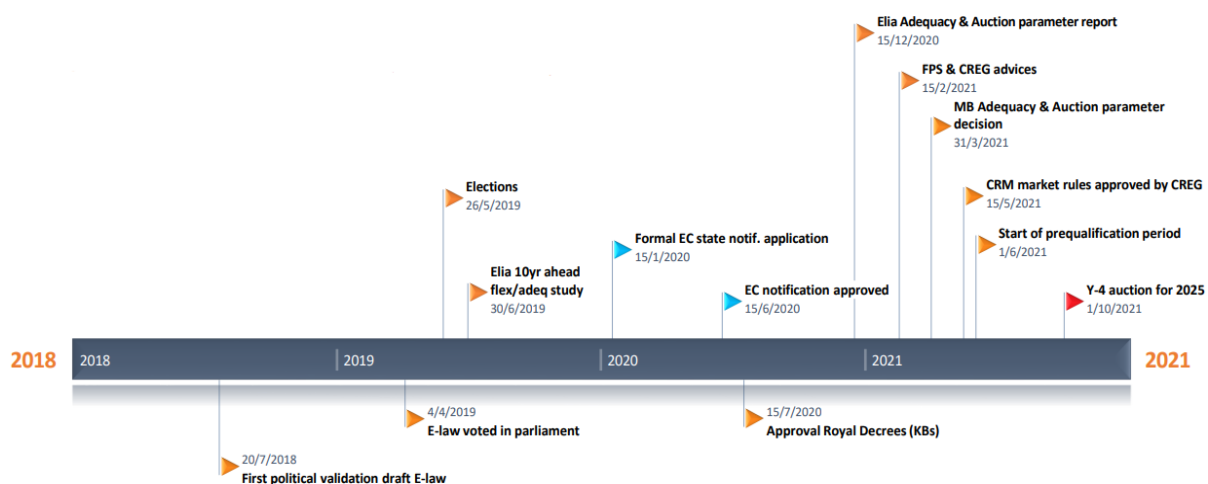 Elia Adequacy & Auction parameter report
15/12/2020
FPS & CREG advices
15/2/2021
MB Adequacy & Auction parameter
decision
31/3/2021
Elections
26/5/2019
CRM market rules approved by CREG
15/5/2021
Formal EC state notif. application
15/1/2020
Start of prequalification period
1/6/2021
Elia 10yr ahead
flex/adeq study
30/6/2019
EC notification approved
15/6/2020
Y-4 auction for 2025
1/10/2021
2018
2018
2019
2020
2021
2021
4/4/2019
E-law voted in parliament
15/7/2020
Approval Royal Decrees (KBs)
20/7/2018
First political validation draft E-law